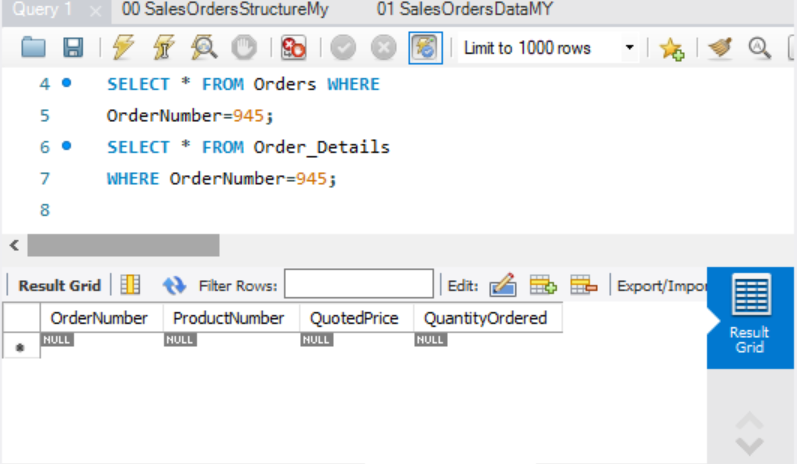 Query 1 × 00 SalesOrdersStructureMy 01 SalesOrdersDataMY
Limit to 1000 rows
4 SELECT * FROM Orders WHERE
5 OrderNumber=945;
6 SELECT * FROM Order_Details
7 WHERE OrderNumber=945;
8
Result Grid Filter Rows: Edit: Export/Impor
OrderNumber ProductNumber QuotedPrice QuantityOrdered
NULL NULL NULL NULL
Result
Grid